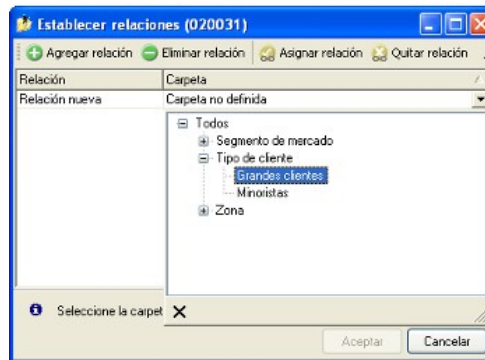 Establecer relaciones (020031)
Agregar relación Eliminar relación Asignar relación Quitar relación
Relación Carpeta
Relación nueva Carpeta no definida
Todos
Segmento de mercado
Tipo de cliente
Grandes clientes
Minoristas
Zona
Seleccione la carpet
Aceptar Cancelar